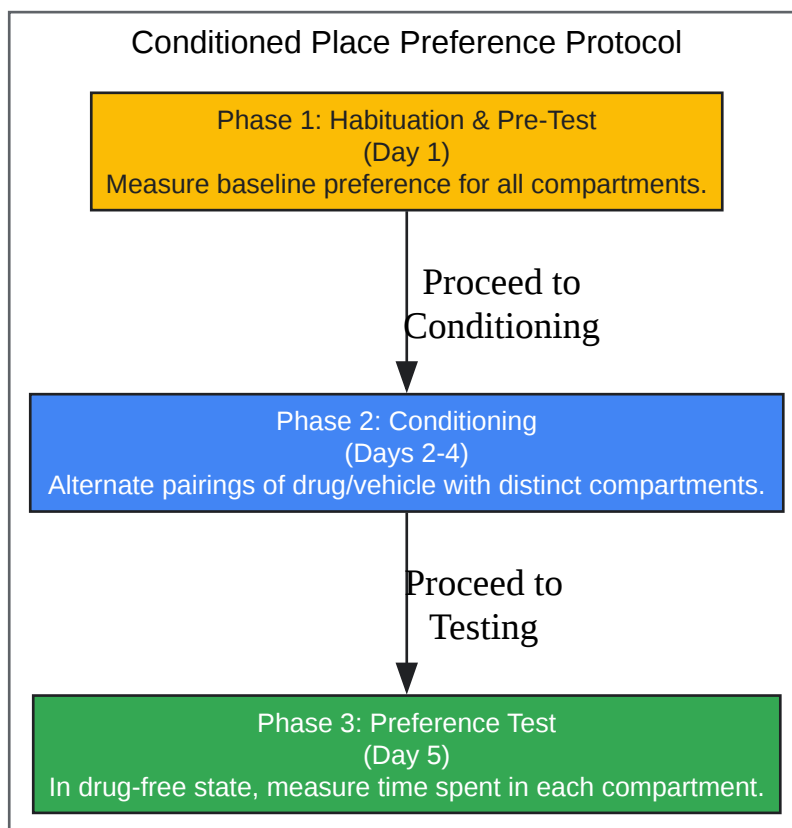 Conditioned Place Preference Protocol
Phase 1: Habituation & Pre-Test
(Day 1)
Measure baseline preference for all compartments.
Proceed to
Conditioning
Phase 2: Conditioning
(Days 2-4)
Alternate pairings of drug/vehicle with distinct compartments.
Proceed to
Testing
Phase 3: Preference Test
(Day 5)
In drug-free state, measure time spent in each compartment.